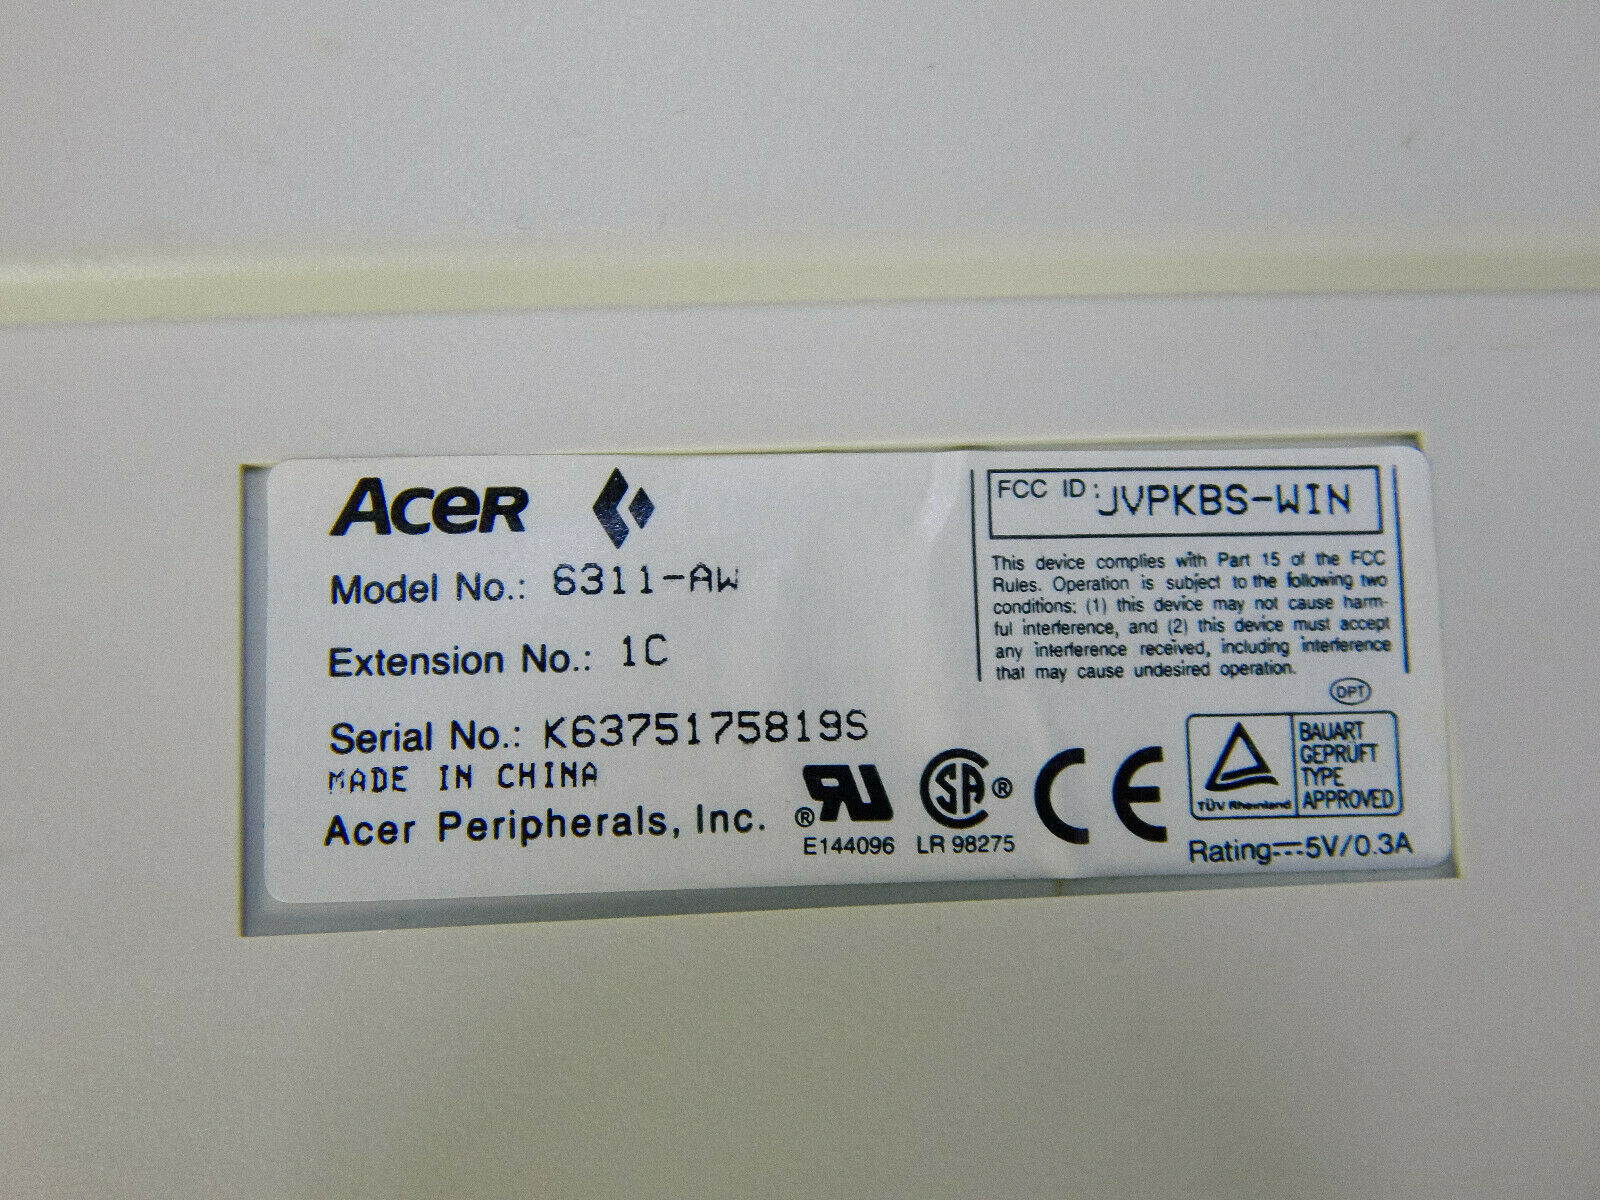 Acer
Model No.: 6311-AW
Extension No.: 1C
Serial No.: K6375175819S
MADE IN CHINA
Acer Peripherals, Inc.
FCC ID: JVPKBS-WIN
This device complies with Part 15 of the FCC
Rules. Operation is subject to the following two
conditions: (1) this device may not cause harm-
ful interference, and (2) this device must accept
any interference received, including interference
that may cause undesired operation.
DPT
® RU
E144096
SA ®
LR 98275
CE
TÜV Rheinland
BAUART
GEPRÜFT
TYPE
APPROVED
Rating⎓5V/0.3A